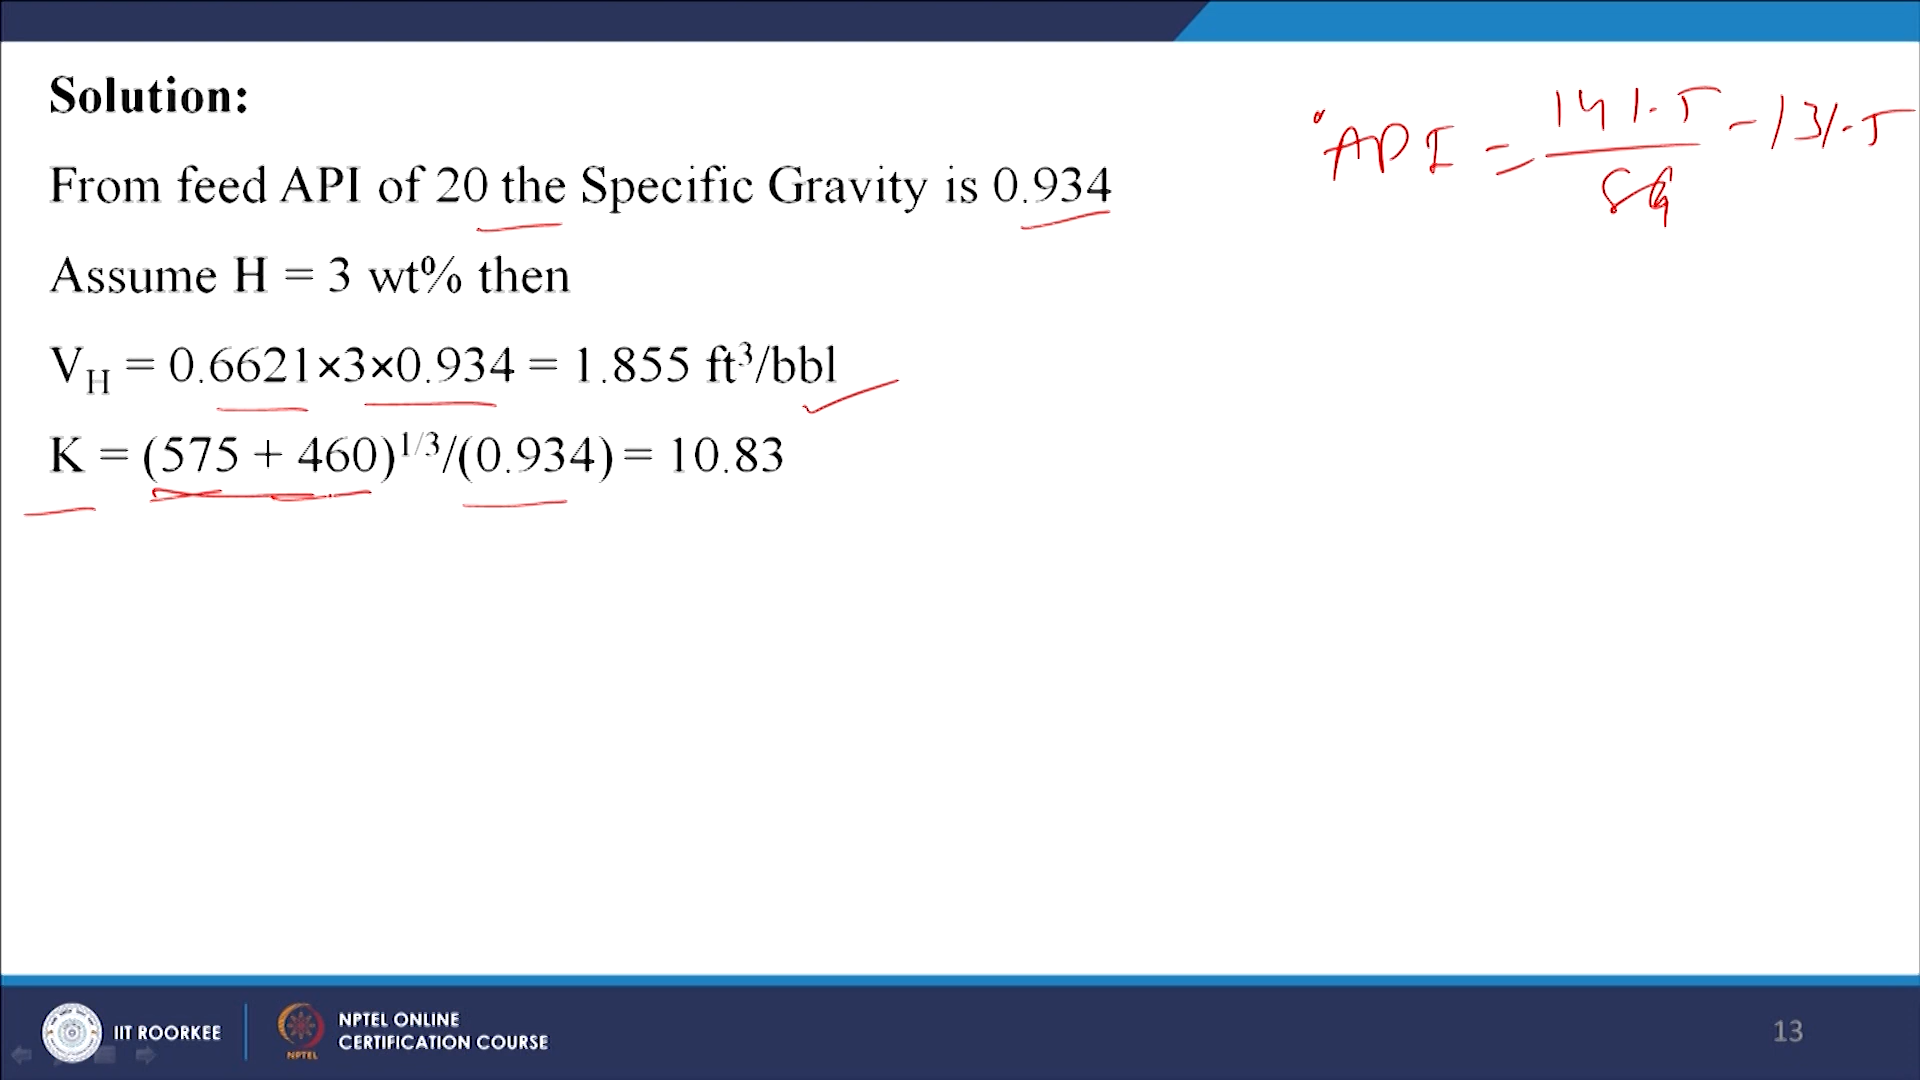 Solution:
°API = 141.5/SG - 131.5
From feed API of 20 the Specific Gravity is 0.934
Assume H = 3 wt% then
V_H = 0.6621×3×0.934 = 1.855 ft³/bbl
K = (575 + 460)^1/3/(0.934) = 10.83
IIT ROORKEE
NPTEL
NPTEL ONLINE
CERTIFICATION COURSE
13